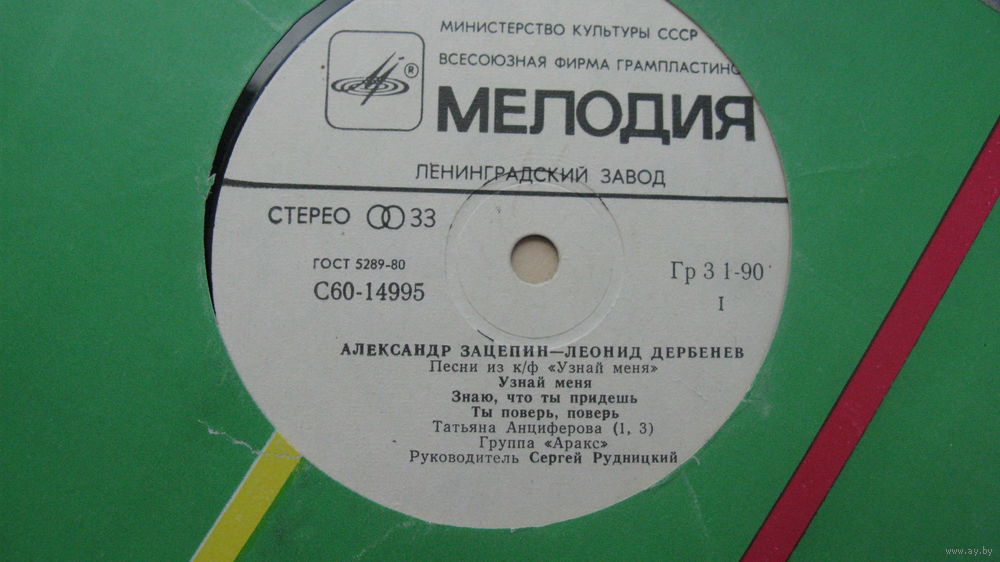 МИНИСТЕРСТВО КУЛЬТУРЫ СССР
ВСЕСОЮЗНАЯ ФИРМА ГРАМПЛАСТИНО
®
МЕЛОДИЯ
ЛЕНИНГРАДСКИЙ ЗАВОД
СТЕРЕО 33
ГОСТ 5289-80
С60-14995
Гр 3 1-90
I
АЛЕКСАНДР ЗАЦЕПИН—ЛЕОНИД ДЕРБЕНЕВ
Песни из к/ф «Узнай меня»
Узнай меня
Знаю, что ты придешь
Ты поверь, поверь
Татьяна Анциферова (1, 3)
Группа «Аракс»
Руководитель Сергей Рудницкий
www.ay.by